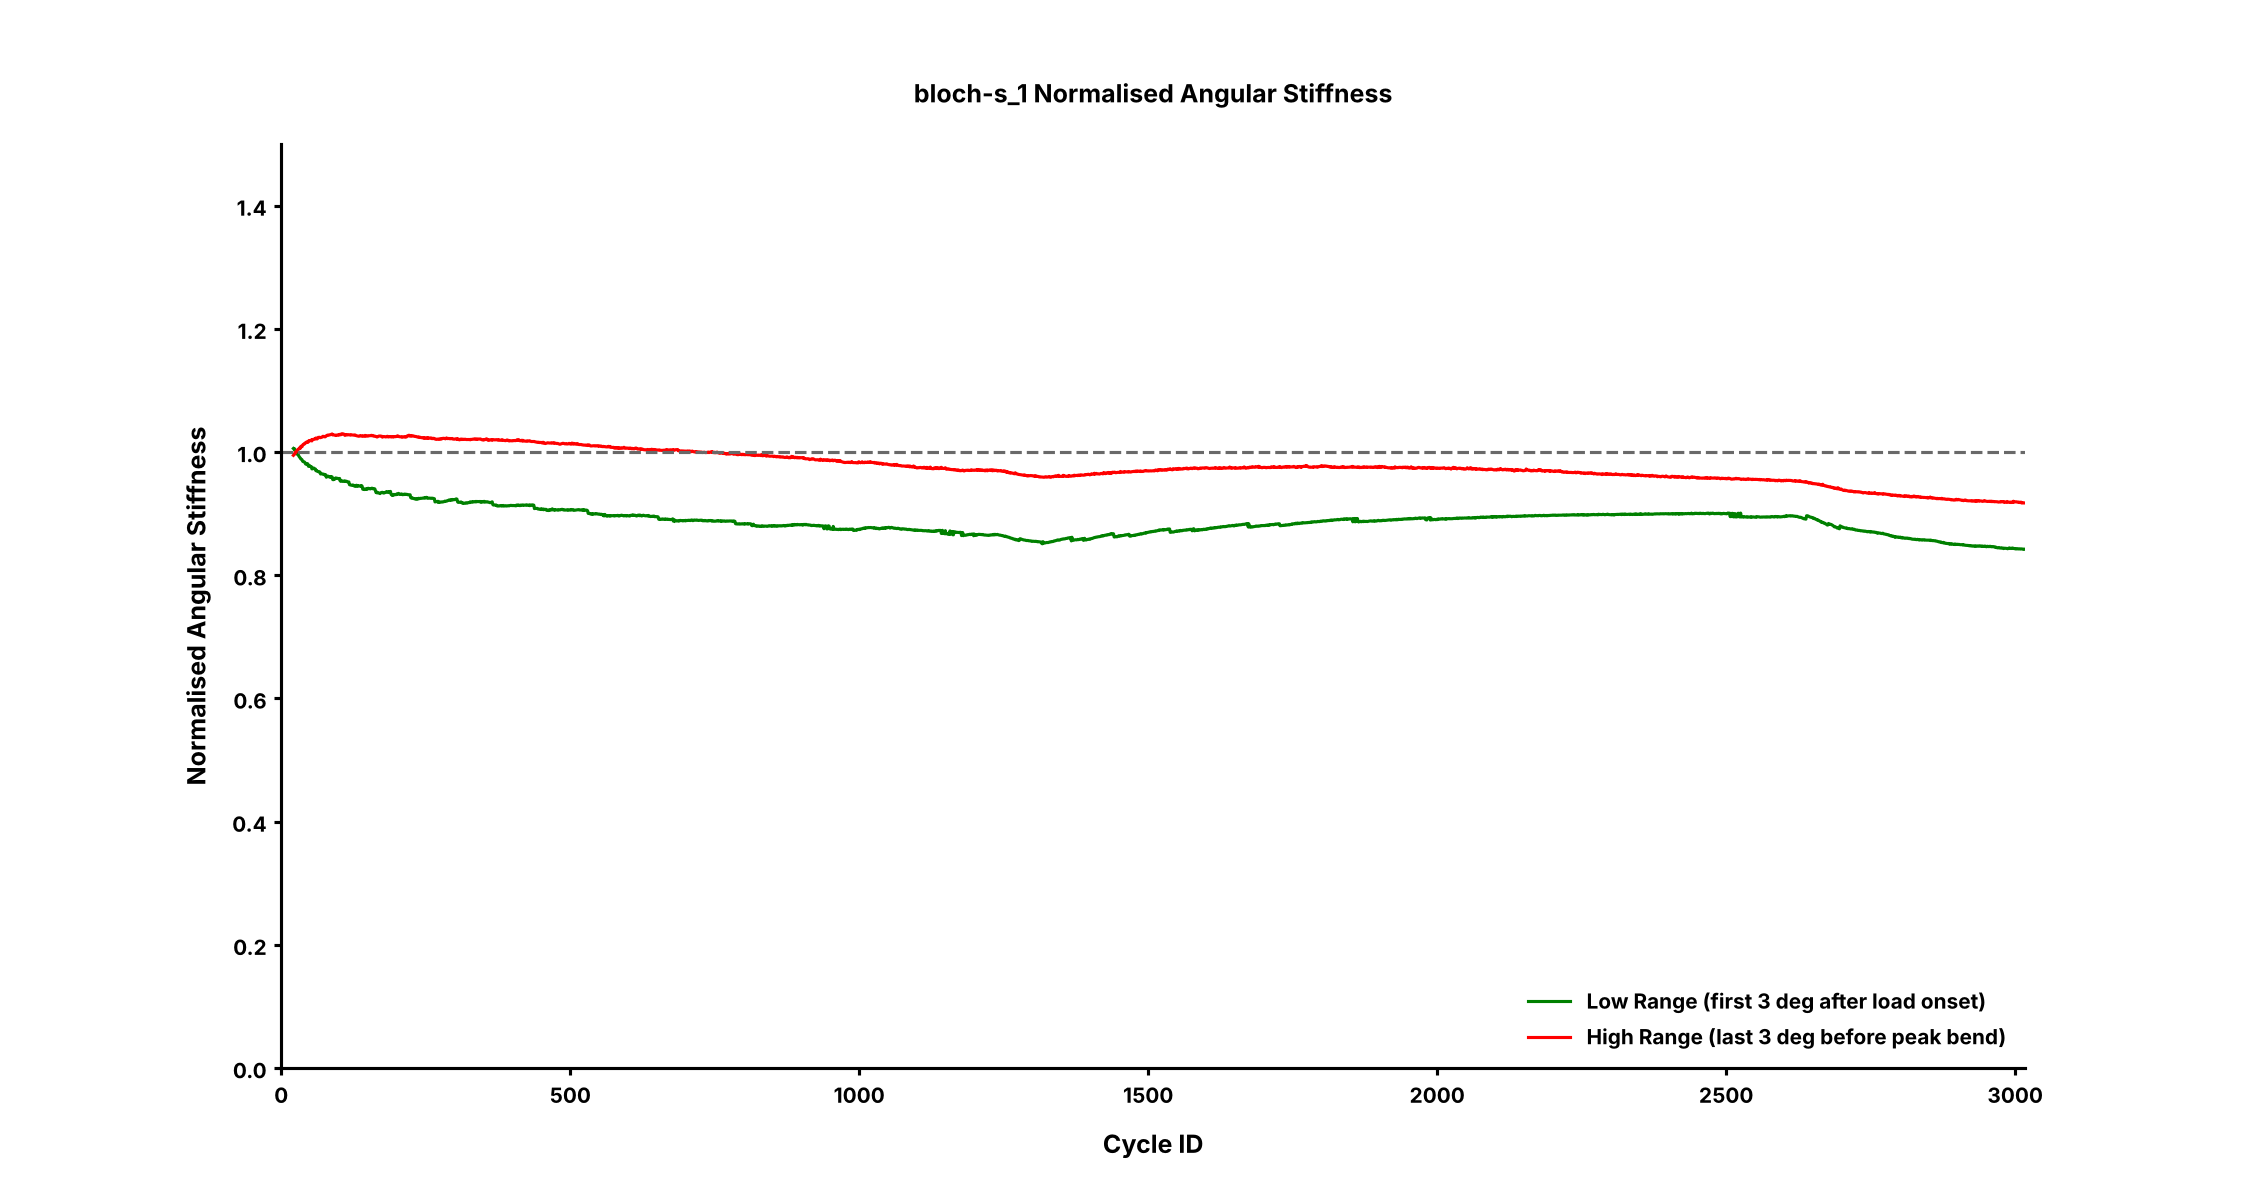 bloch-s_1 Normalised Angular Stiffness
Normalised Angular Stiffness
1.4
1.2
1.0
0.8
0.6
0.4
0.2
0.0
0 500 1000 1500 2000 2500 3000
Cycle ID
Low Range (first 3 deg after load onset)
High Range (last 3 deg before peak bend)